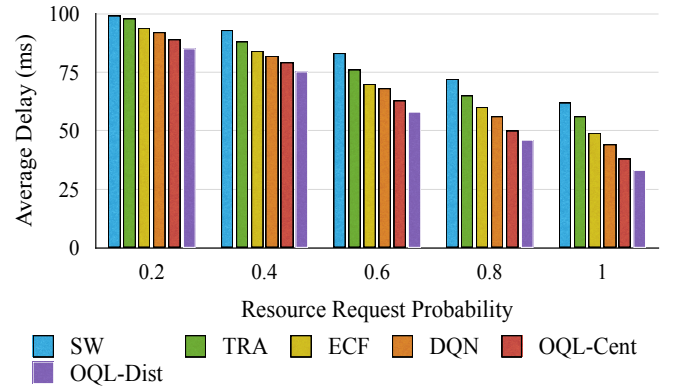 100
75
50
25
0
Average Delay (ms)
0.2 0.4 0.6 0.8 1
Resource Request Probability
SW TRA ECF DQN OQL-Cent
OQL-Dist